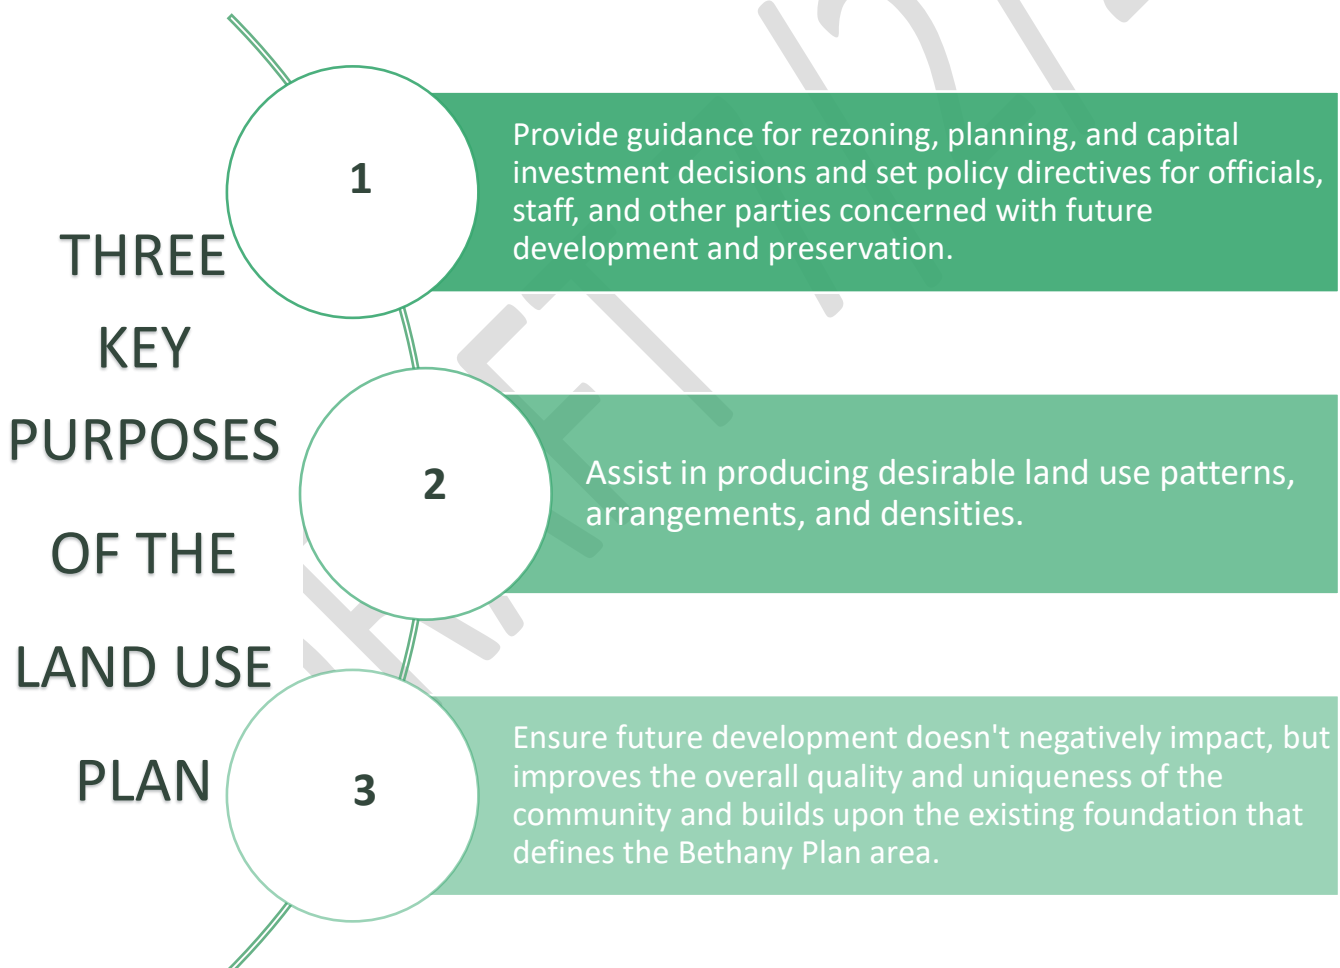 THREE
KEY
PURPOSES
OF THE
LAND USE
PLAN
1
Provide guidance for rezoning, planning, and capital
investment decisions and set policy directives for officials,
staff, and other parties concerned with future
development and preservation.
2
Assist in producing desirable land use patterns,
arrangements, and densities.
3
Ensure future development doesn't negatively impact, but
improves the overall quality and uniqueness of the
community and builds upon the existing foundation that
defines the Bethany Plan area.